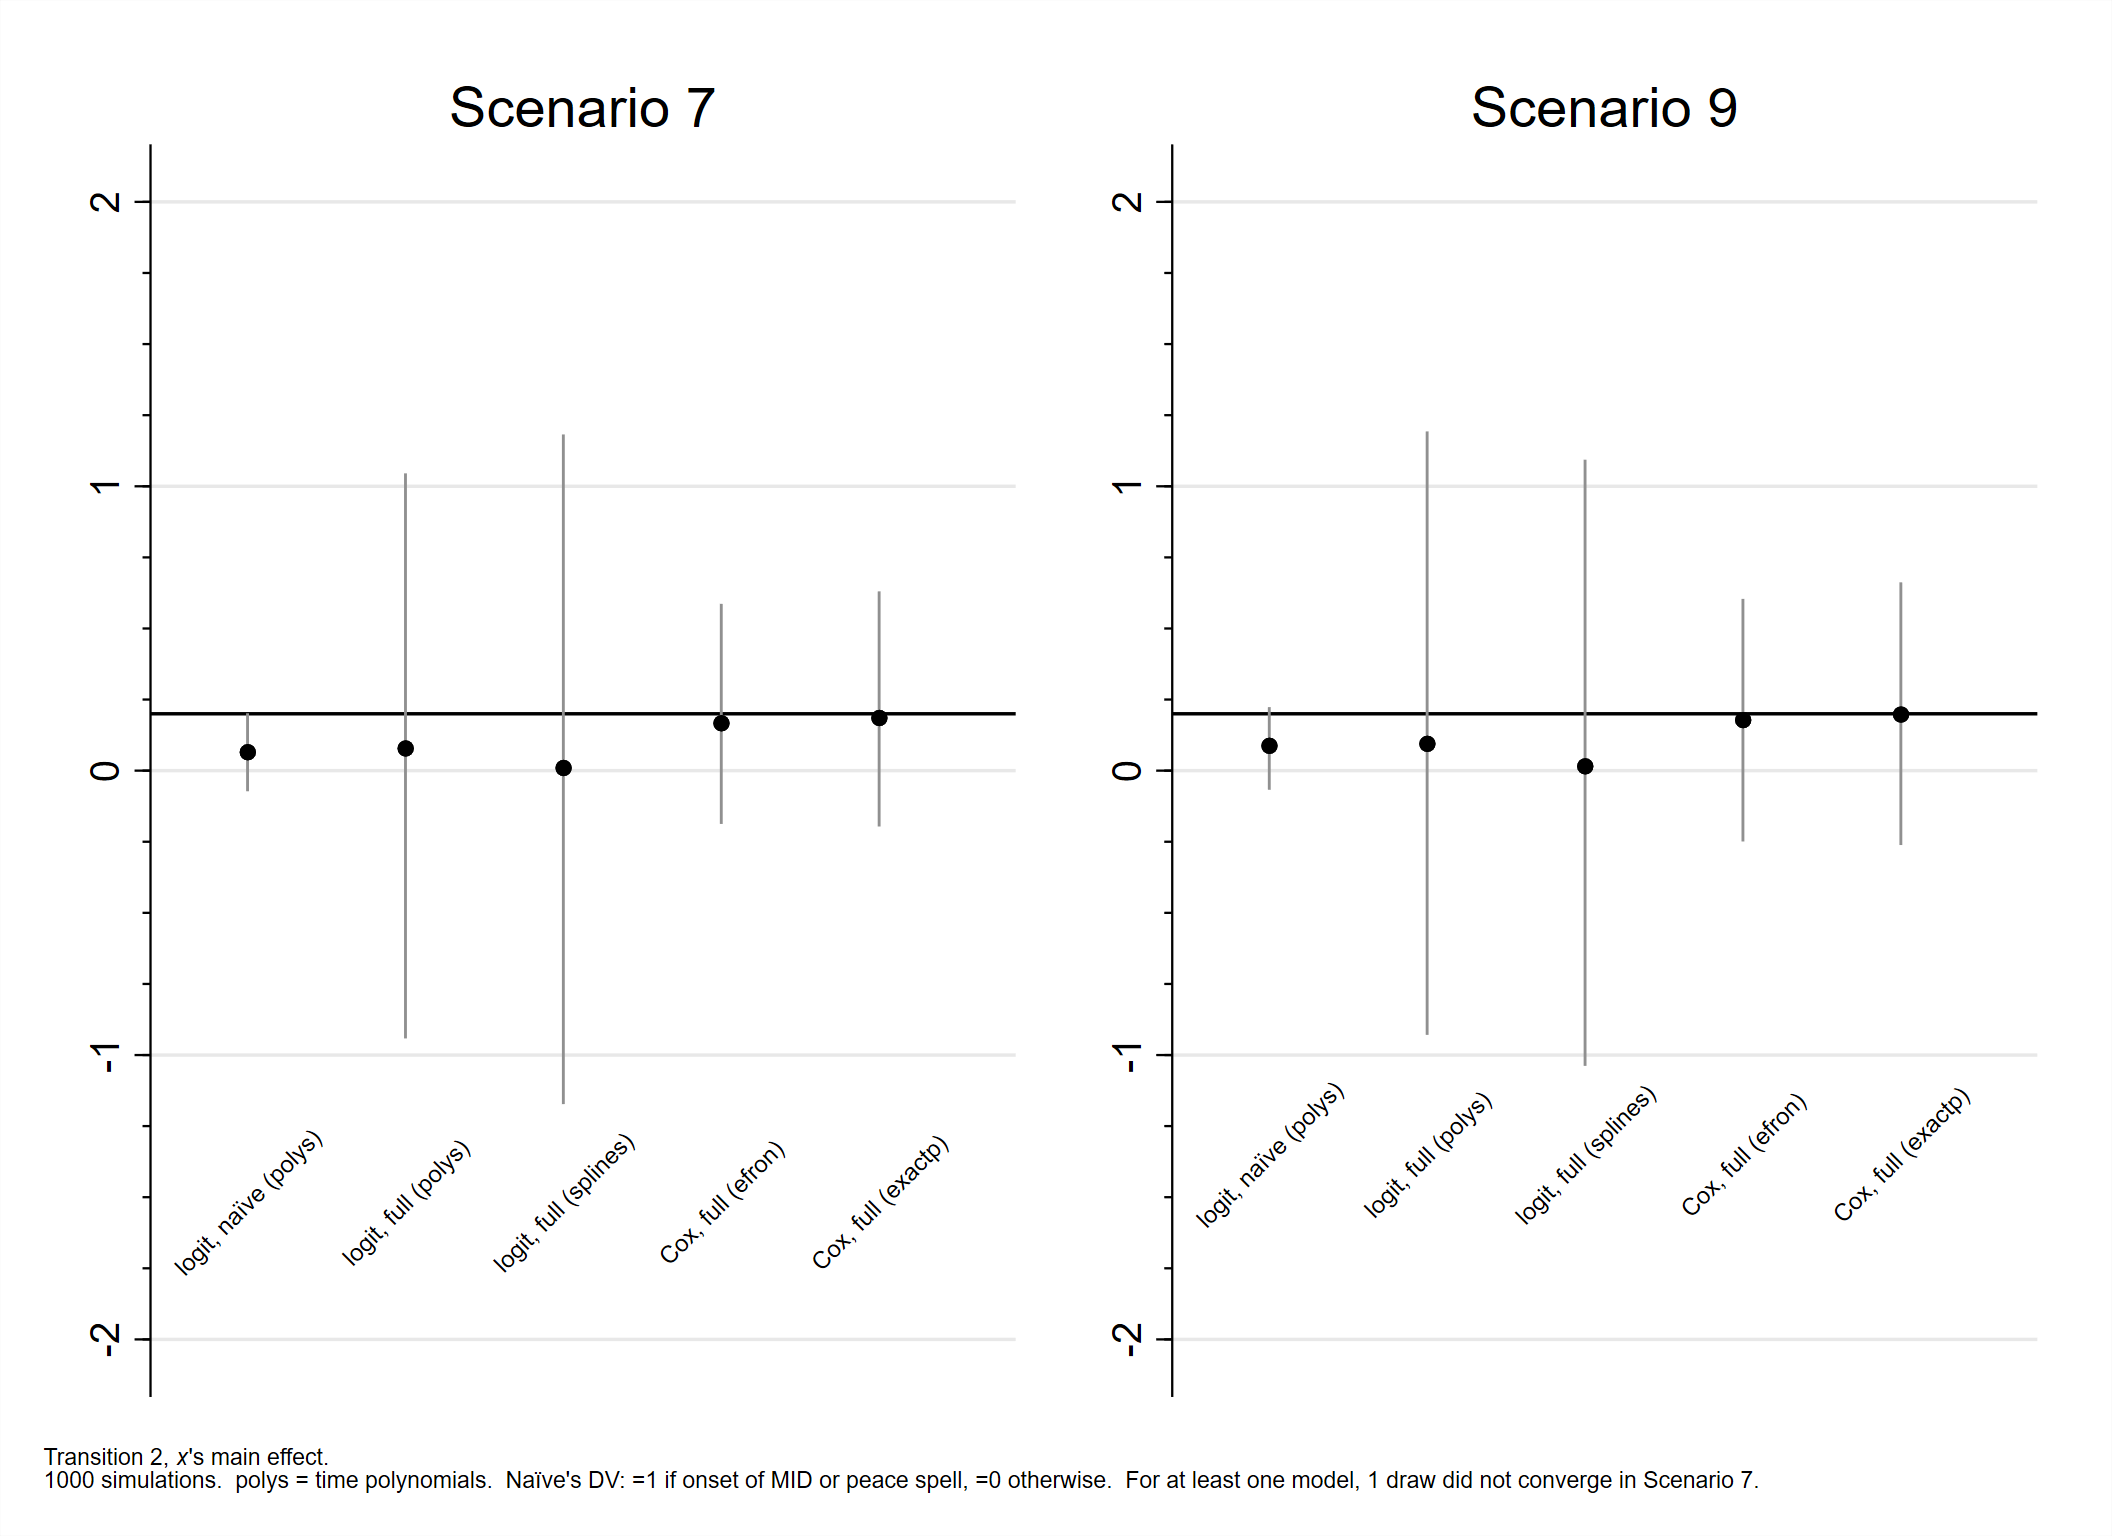 Scenario 7
2
1
0
-1
-2
logit, naïve (polys)
logit, full (polys)
logit, full (splines)
Cox, full (efron)
Cox, full (exactp)
Scenario 9
2
1
0
-1
-2
logit, naïve (polys)
logit, full (polys)
logit, full (splines)
Cox, full (efron)
Cox, full (exactp)
Transition 2, x's main effect.
1000 simulations.  polys = time polynomials.  Naïve's DV: =1 if onset of MID or peace spell, =0 otherwise.  For at least one model, 1 draw did not converge in Scenario 7.